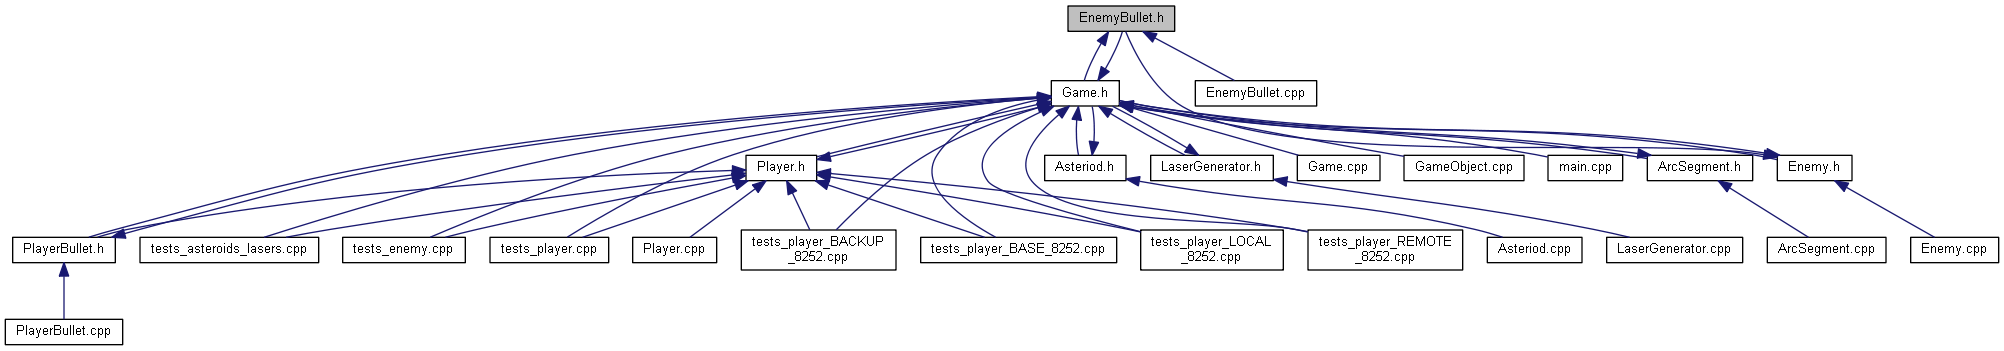 EnemyBullet.h
Game.h
EnemyBullet.cpp
Player.h
Asteriod.h
LaserGenerator.h
Game.cpp
GameObject.cpp
main.cpp
ArcSegment.h
Enemy.h
PlayerBullet.h
tests_asteroids_lasers.cpp
tests_enemy.cpp
tests_player.cpp
Player.cpp
tests_player_BACKUP
_8252.cpp
tests_player_BASE_8252.cpp
tests_player_LOCAL
_8252.cpp
tests_player_REMOTE
_8252.cpp
Asteriod.cpp
LaserGenerator.cpp
ArcSegment.cpp
Enemy.cpp
PlayerBullet.cpp